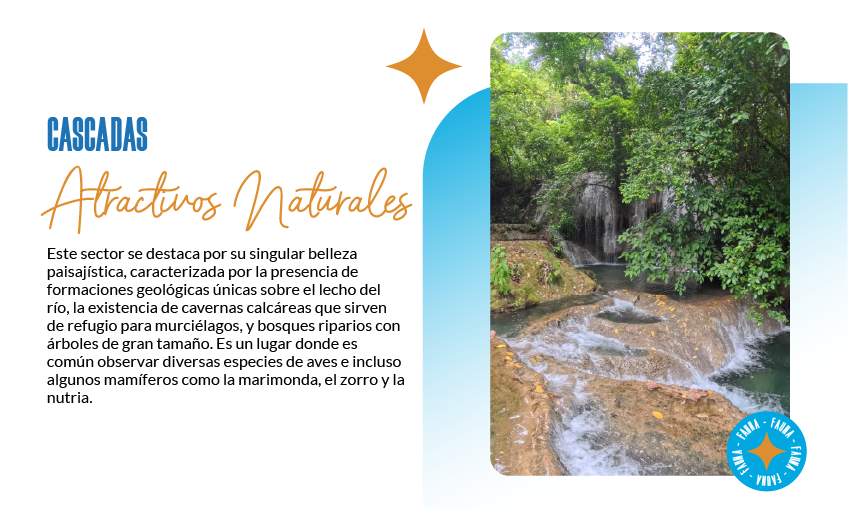 CASCADAS
Atractivos Naturales
Este sector se destaca por su singular belleza
paisajística, caracterizada por la presencia de
formaciones geológicas únicas sobre el lecho del
río, la existencia de cavernas calcáreas que sirven
de refugio para murciélagos, y bosques riparios con
árboles de gran tamaño. Es un lugar donde es
común observar diversas especies de aves e incluso
algunos mamíferos como la marimonda, el zorro y la
nutria.
FAUNA - FAUNA - FAUNA - FAUNA - FAUNA -